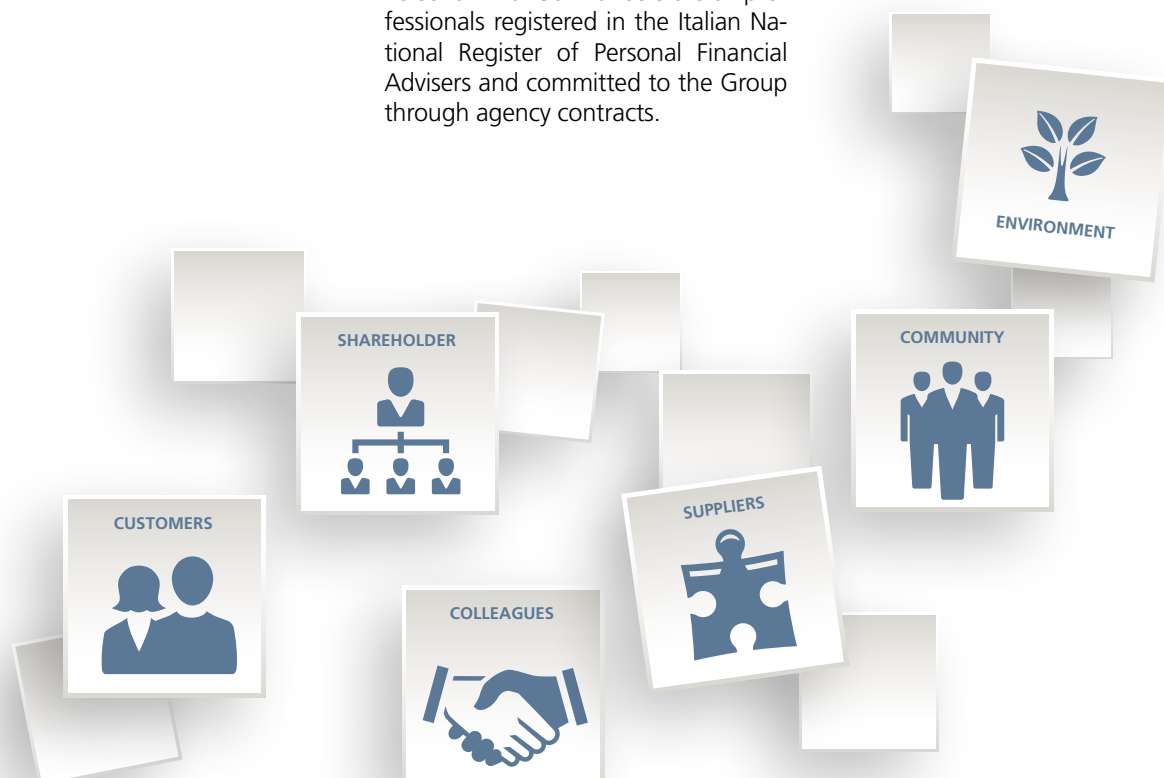 fessionals registered in the Italian Na-
tional Register of Personal Financial
Advisers and committed to the Group
through agency contracts.
ENVIRONMENT
SHAREHOLDER
COMMUNITY
SUPPLIERS
CUSTOMERS
COLLEAGUES